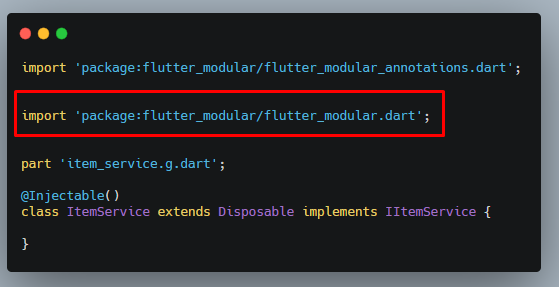 import 'package:flutter_modular/flutter_modular_annotations.dart';
import 'package:flutter_modular/flutter_modular.dart';
part 'item_service.g.dart';
@Injectable()
class ItemService extends Disposable implements IItemService {
}